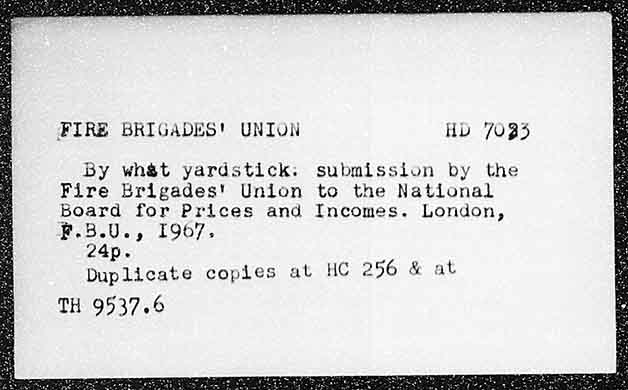 FIRE BRIGADES' UNION HD 7023
By what yardstick: submission by the
Fire Brigades' Union to the National
Board for Prices and Incomes. London,
F.B.U., I967.
24p.
Duplicate copies at HC 256 & at
TH 9537.6